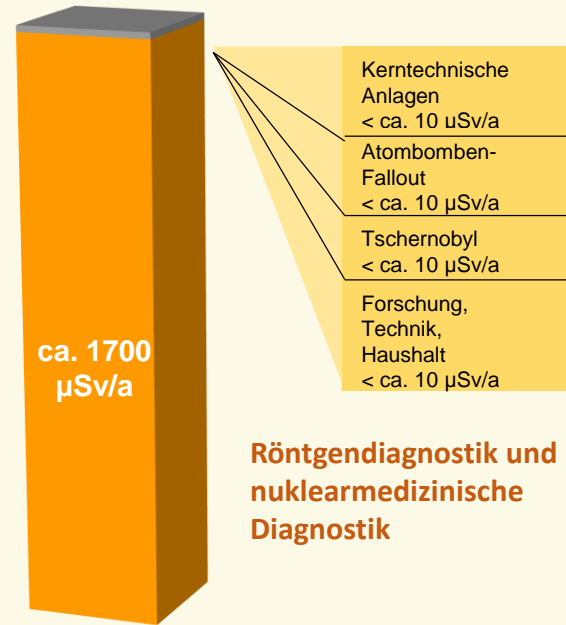 Kerntechnische
Anlagen
< ca. 10 uSv/a
Atombomben-
Fallout
< ca. 10 µSv/a
Tschernobyl
< ca. 10 µSv/a
Forschung,
Technik,
Haushalt
< ca. 10 µSv/a
ca. 1700
µSv/a
Röntgendiagnostik und
nuklearmedizinische
Diagnostik